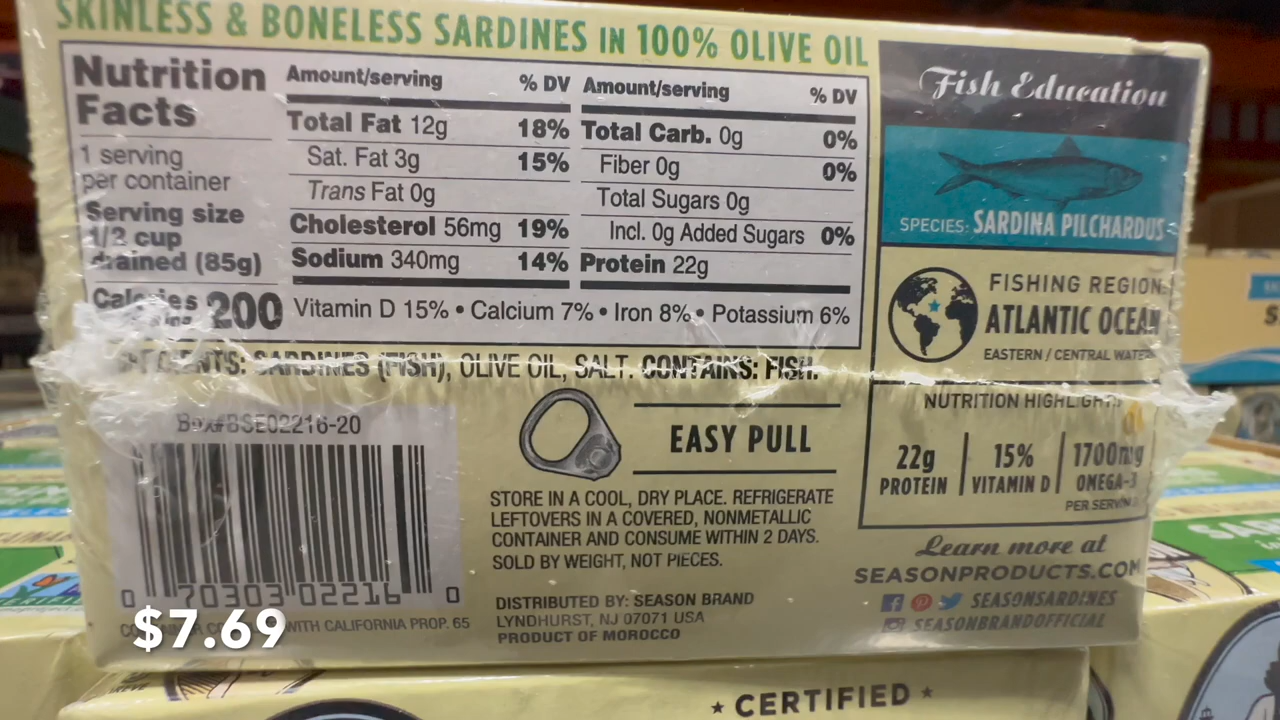 SKINLESS & BONELESS SARDINES IN 100% OLIVE OIL
Nutrition
Facts
1 serving
per container
Serving size
1/2 cup
drained (85g)
Calories
200
Amount/serving % DV
Total Fat 12g 18%
Sat. Fat 3g 15%
Trans Fat 0g
Cholesterol 56mg 19%
Sodium 340mg 14%
Amount/serving % DV
Total Carb. 0g 0%
Fiber 0g 0%
Total Sugars 0g
Incl. 0g Added Sugars 0%
Protein 22g
Vitamin D 15% • Calcium 7% • Iron 8% • Potassium 6%
INGREDIENTS: SARDINES (FISH), OLIVE OIL, SALT. CONTAINS: FISH.
Fish Education
SPECIES: SARDINA PILCHARDUS
FISHING REGION:
ATLANTIC OCEAN
EASTERN / CENTRAL WATERS
NUTRITION HIGHLIGHTS
22g
PROTEIN
15%
VITAMIN D
1700mg
OMEGA-3
PER SERVING
Box#BSE02216-20
0 70303 02216 0
EASY PULL
STORE IN A COOL, DRY PLACE. REFRIGERATE
LEFTOVERS IN A COVERED, NONMETALLIC
CONTAINER AND CONSUME WITHIN 2 DAYS.
SOLD BY WEIGHT, NOT PIECES.
DISTRIBUTED BY: SEASON BRAND
LYNDHURST, NJ 07071 USA
PRODUCT OF MOROCCO
Learn more at
SEASONPRODUCTS.COM
SEASONSARDINES
SEASONBRANDOFFICIAL
WITH CALIFORNIA PROP. 65
$7.69
★ CERTIFIED ★